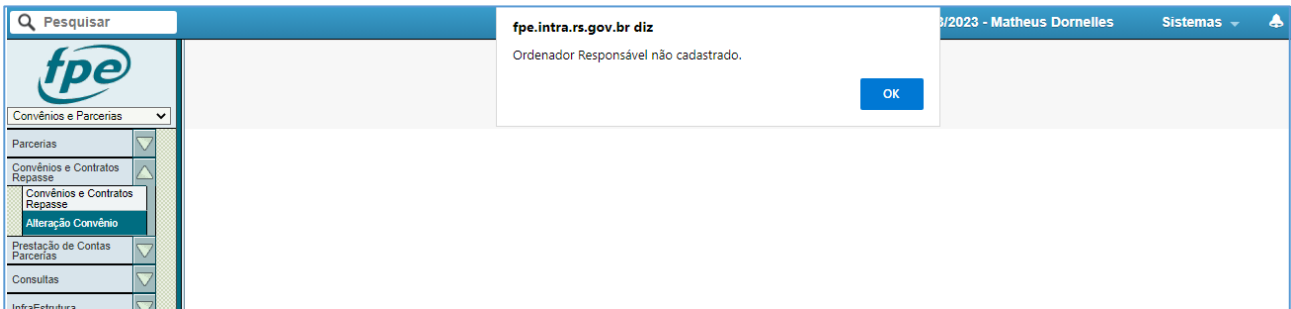 Pesquisar
fpe.intra.rs.gov.br diz
Ordenador Responsável não cadastrado.
OK
/2023 - Matheus Dornelles
Sistemas
fpe
Convênios e Parcerias
Parcerias
Convênios e Contratos
Repasse
Convênios e Contratos
Repasse
Alteração Convênio
Prestação de Contas
Parcerias
Consultas
InfraEstrutura